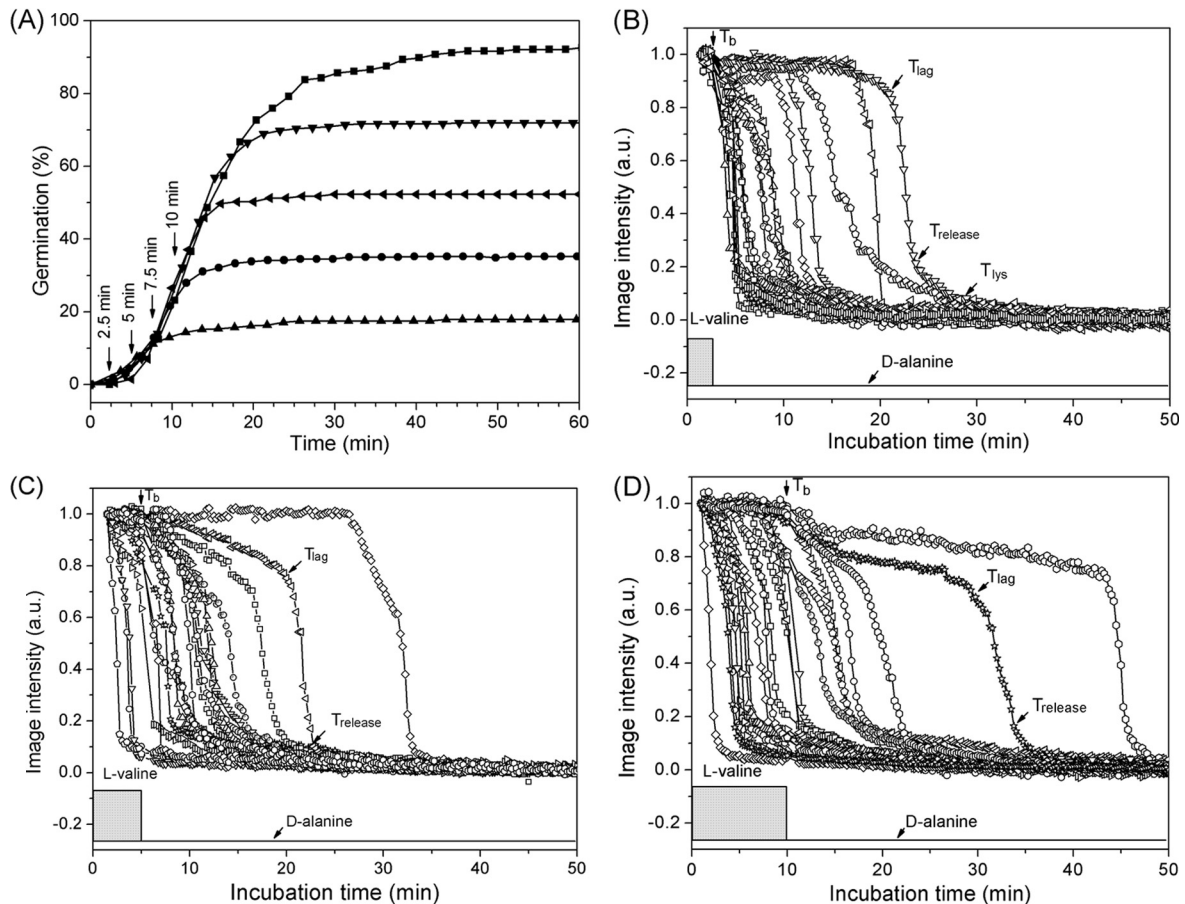 (A)
100
80
60
40
20
0
Germination (%)
2.5 min
5 min
7.5 min
10 min
0 10 20 30 40 50 60
Time (min)
(B)
1.0
0.8
0.6
0.4
0.2
0.0
-0.2
Image intensity (a.u.)
Tb
Tlag
Trelease
Tlys
L-valine
D-alanine
0 10 20 30 40 50
Incubation time (min)
(C)
1.0
0.8
0.6
0.4
0.2
0.0
-0.2
Image intensity (a.u.)
Tb
Tlag
Trelease
L-valine
D-alanine
0 10 20 30 40 50
Incubation time (min)
(D)
1.0
0.8
0.6
0.4
0.2
0.0
-0.2
Image intensity (a.u.)
Tb
Tlag
Trelease
L-valine
D-alanine
0 10 20 30 40 50
Incubation time (min)